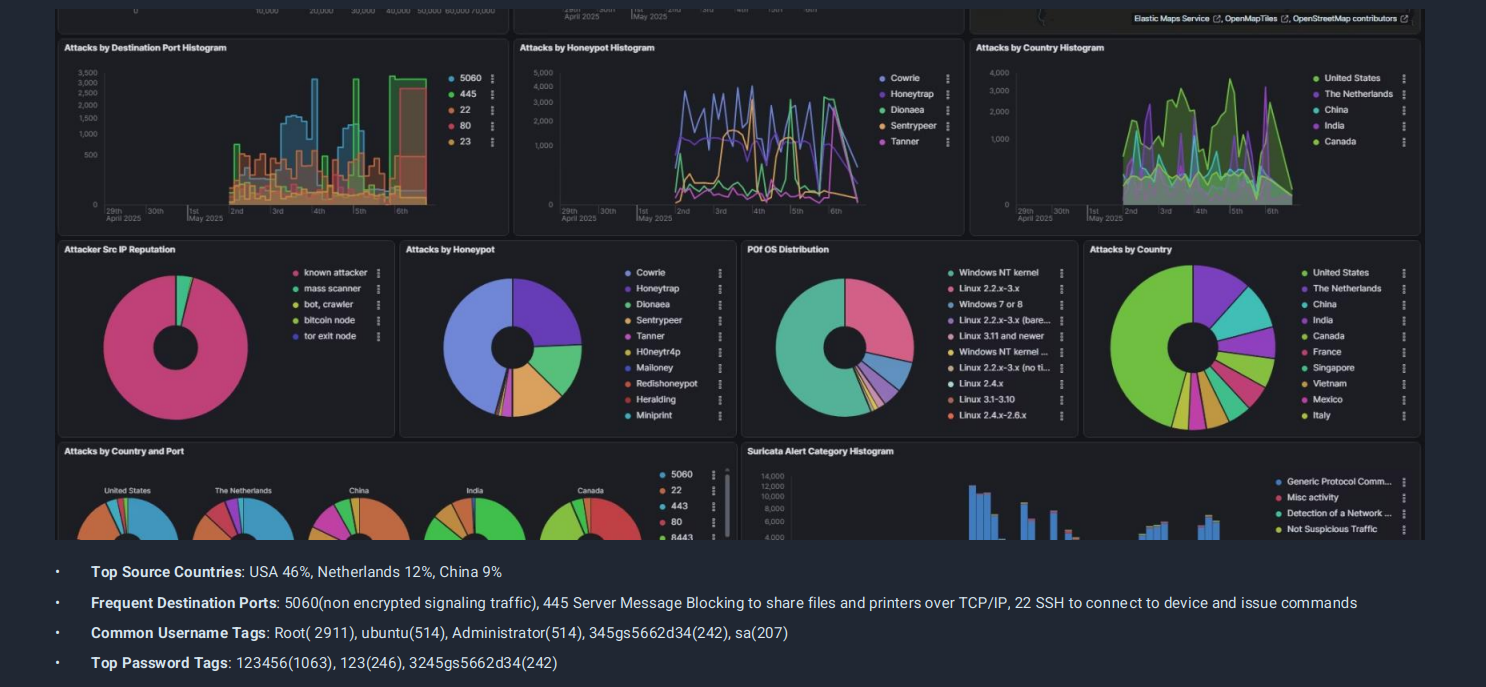 0 10,000 20,000 30,000 40,000 50,000 60,000 70,000
29th 30th 1st 2nd 3rd 4th 5th 6th
April 2025 May 2025
Elastic Maps Service, OpenMapTiles, OpenStreetMap contributors
Attacks by Destination Port Histogram
3,500
3,000
2,500
2,000
1,500
1,000
500
0
29th 30th 1st 2nd 3rd 4th 5th 6th
April 2025 May 2025
5060
445
22
80
23
Attacks by Honeypot Histogram
5,000
4,000
3,000
2,000
1,000
0
29th 30th 1st 2nd 3rd 4th 5th 6th
April 2025 May 2025
Cowrie
Honeytrap
Dionaea
Sentrypeer
Tanner
Attacks by Country Histogram
4,000
3,000
2,000
1,000
0
29th 30th 1st 2nd 3rd 4th 5th 6th
April 2025 May 2025
United States
The Netherlands
China
India
Canada
Attacker Src IP Reputation
known attacker
mass scanner
bot, crawler
bitcoin node
tor exit node
Attacks by Honeypot
Cowrie
Honeytrap
Dionaea
Sentrypeer
Tanner
H0neytr4p
Mailoney
Redishoneypot
Heralding
Miniprint
P0f OS Distribution
Windows NT kernel
Linux 2.2.x-3.x
Windows 7 or 8
Linux 2.2.x-3.x (bare...
Linux 3.11 and newer
Windows NT kernel ...
Linux 2.2.x-3.x (no ti...
Linux 2.4.x
Linux 3.1-3.10
Linux 2.4.x-2.6.x
Attacks by Country
United States
The Netherlands
China
India
Canada
France
Singapore
Vietnam
Mexico
Italy
Attacks by Country and Port
United States The Netherlands China India Canada
5060
22
443
80
8443
Suricata Alert Category Histogram
14,000
12,000
10,000
8,000
6,000
4,000
Generic Protocol Comm...
Misc activity
Detection of a Network ...
Not Suspicious Traffic
• Top Source Countries: USA 46%, Netherlands 12%, China 9%
• Frequent Destination Ports: 5060(non encrypted signaling traffic), 445 Server Message Blocking to share files and printers over TCP/IP, 22 SSH to connect to device and issue commands
• Common Username Tags: Root( 2911), ubuntu(514), Administrator(514), 345gs5662d34(242), sa(207)
• Top Password Tags: 123456(1063), 123(246), 3245gs5662d34(242)